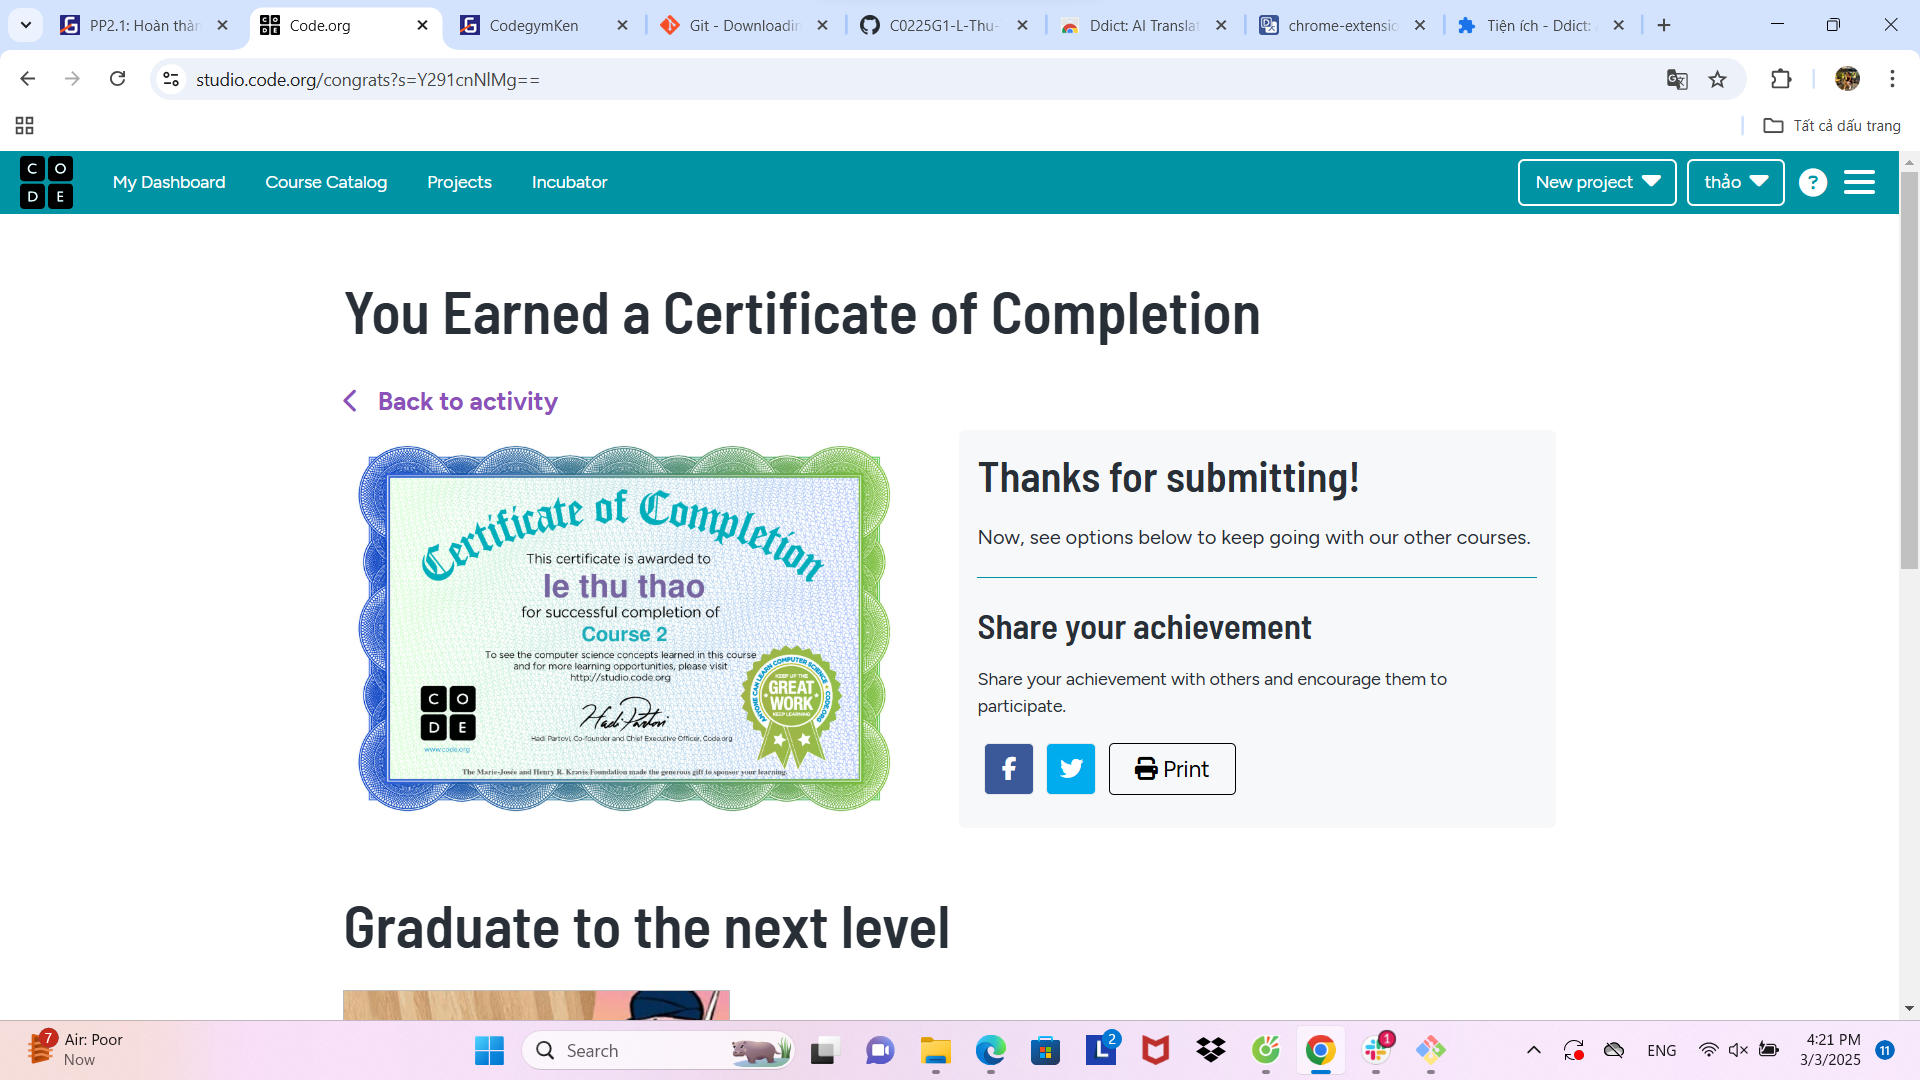 PP2.1: Hoàn thàn
Code.org
CodegymKen
Git - Downloadin
C0225G1-L-Thu-
Ddict: AI Translat
chrome-extensio
Tiện ích - Ddict:
studio.code.org/congrats?s=Y291cnNlMg==
Tất cả dấu trang
CODE
My Dashboard
Course Catalog
Projects
Incubator
New project
thảo
?
You Earned a Certificate of Completion
Back to activity
Certificate of Completion
This certificate is awarded to
le thu thao
for successful completion of
Course 2
To see the computer science concepts learned in this course
and for more learning opportunities, please visit
http://studio.code.org
CODE
www.code.org
Hadi Partovi
Hadi Partovi, Co-founder and Chief Executive Officer, Code.org
ANYONE CAN LEARN COMPUTER SCIENCE
CODE.ORG
KEEP UP THE
GREAT
WORK
KEEP LEARNING
The Marie-Josée and Henry R. Kravis Foundation made the generous gift to sponsor your learning.
Thanks for submitting!
Now, see options below to keep going with our other courses.
Share your achievement
Share your achievement with others and encourage them to
participate.
Print
Graduate to the next level
7
Air: Poor
Now
Search
2
1
ENG
4:21 PM
3/3/2025
11